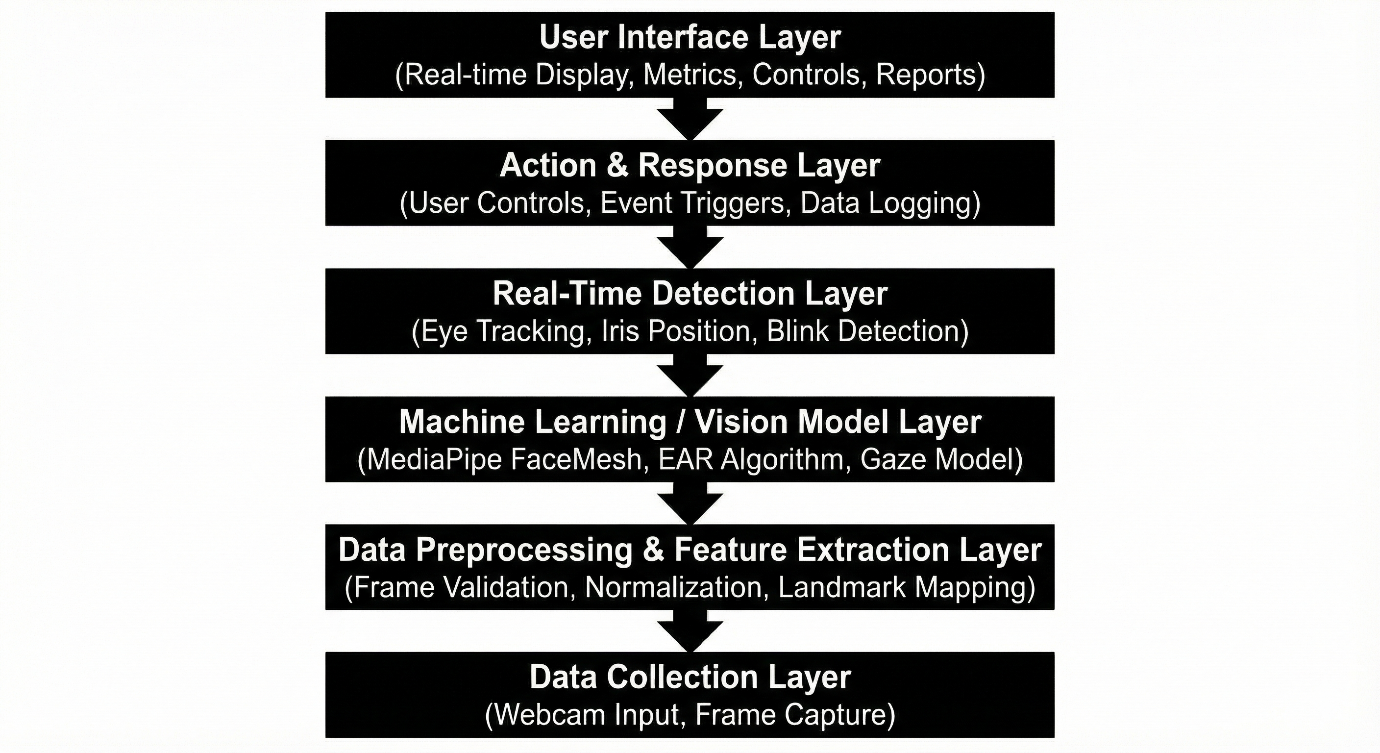 User Interface Layer
(Real-time Display, Metrics, Controls, Reports)
Action & Response Layer
(User Controls, Event Triggers, Data Logging)
Real-Time Detection Layer
(Eye Tracking, Iris Position, Blink Detection)
Machine Learning / Vision Model Layer
(MediaPipe FaceMesh, EAR Algorithm, Gaze Model)
Data Preprocessing & Feature Extraction Layer
(Frame Validation, Normalization, Landmark Mapping)
Data Collection Layer
(Webcam Input, Frame Capture)